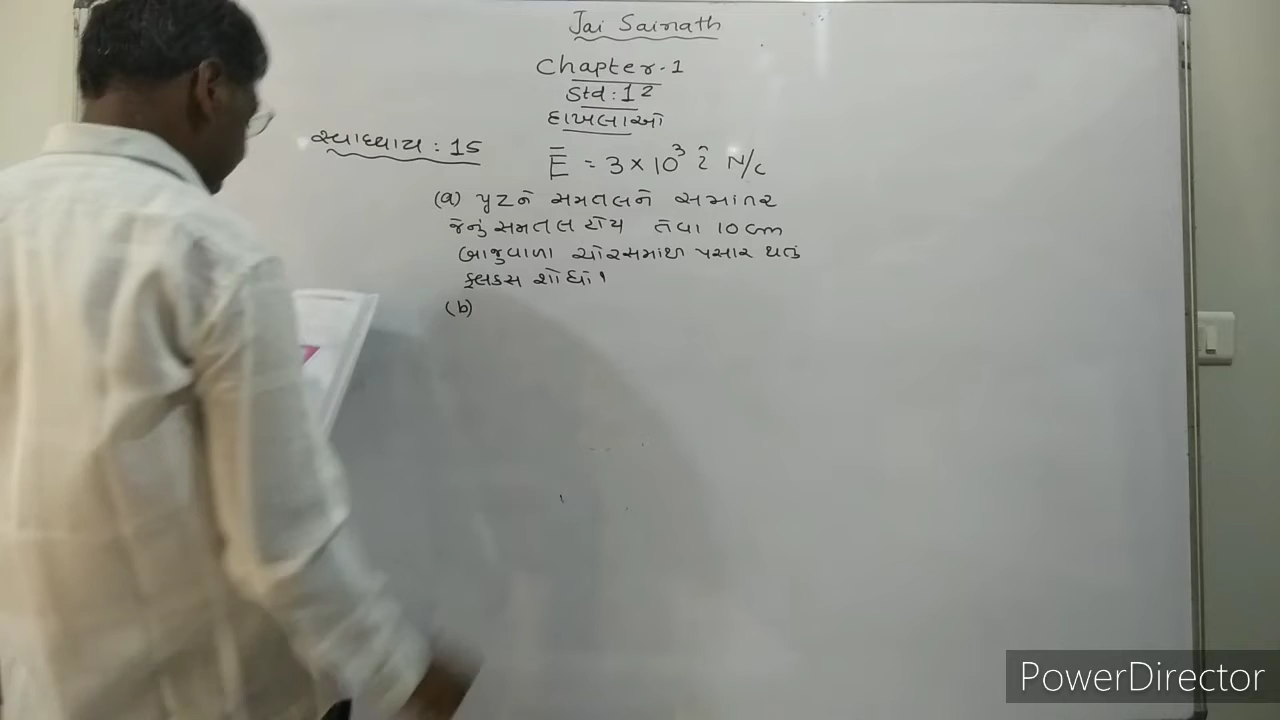 Jai Sainath
Chapter-1
Std: 12
દાખલાઓ
સ્વાધ્યાય : 15
E̅ = 3 × 10³ î N/C
(a) yz ને સમતલને સમાંતર
જેનું સમતલ હોય તેવા 10 cm
બાજુવાળા ચોરસમાંથી પસાર થતું
ફ્લક્સ શોધો।
(b)
PowerDirector